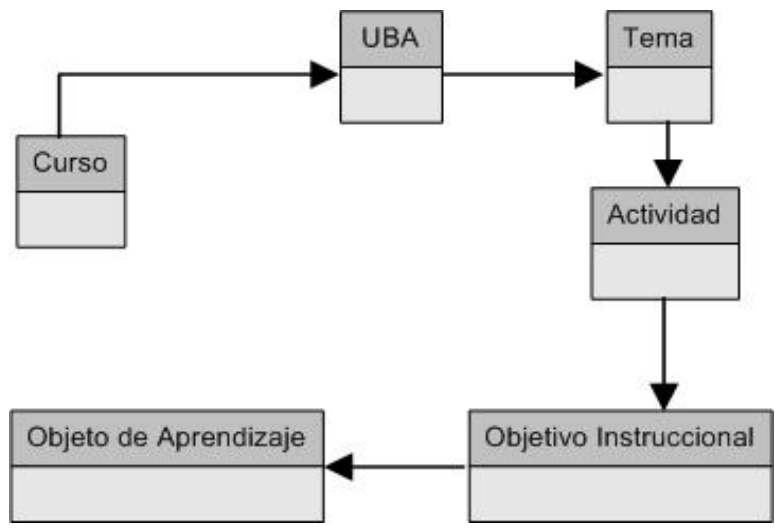 UBA
Tema
Curso
Actividad
Objeto de Aprendizaje
Objetivo Instruccional